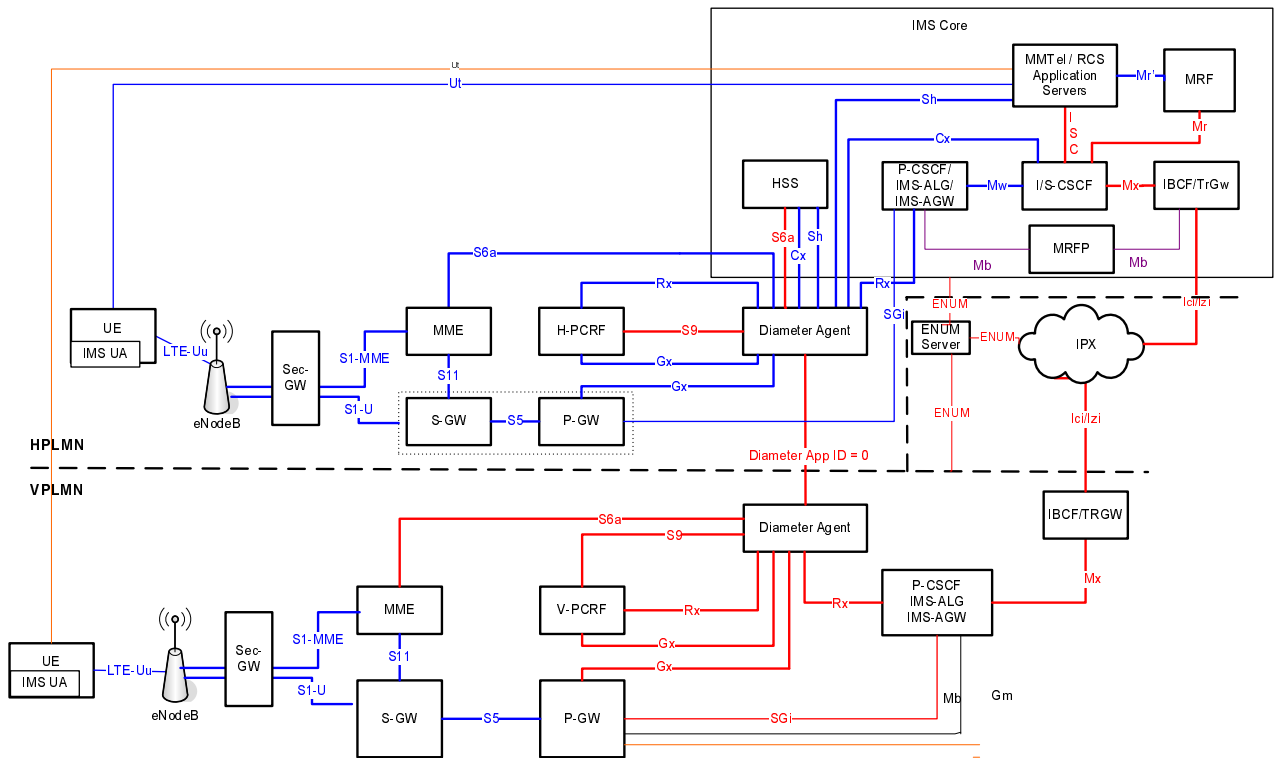 IMS Core
MMTel / RCS
Application
Servers
MRF
Mr'
Ut
Ut
Sh
I
S
C
Mr
Cx
HSS
P-CSCF/
IMS-ALG/
IMS-AGW
Mw
I/S-CSCF
Mx
IBCF/TrGw
S6a
Sh
Cx
MRFP
Mb
Mb
S6a
Rx
Rx
ENUM
Ici/Izi
SGi
UE
IMS UA
LTE-Uu
eNodeB
Sec-
GW
S1-MME
S1-U
MME
S11
H-PCRF
S9
Gx
Gx
Diameter Agent
ENUM
Server
ENUM
IPX
S-GW
S5
P-GW
ENUM
Ici/Izi
HPLMN
Diameter App ID = 0
VPLMN
IBCF/TRGW
Diameter Agent
S6a
S9
MME
V-PCRF
Rx
Rx
P-CSCF
IMS-ALG
IMS-AGW
Mx
S1-MME
S11
Gx
Gx
UE
IMS UA
LTE-Uu
eNodeB
Sec-
GW
S1-U
S-GW
S5
P-GW
SGi
Mb
Gm